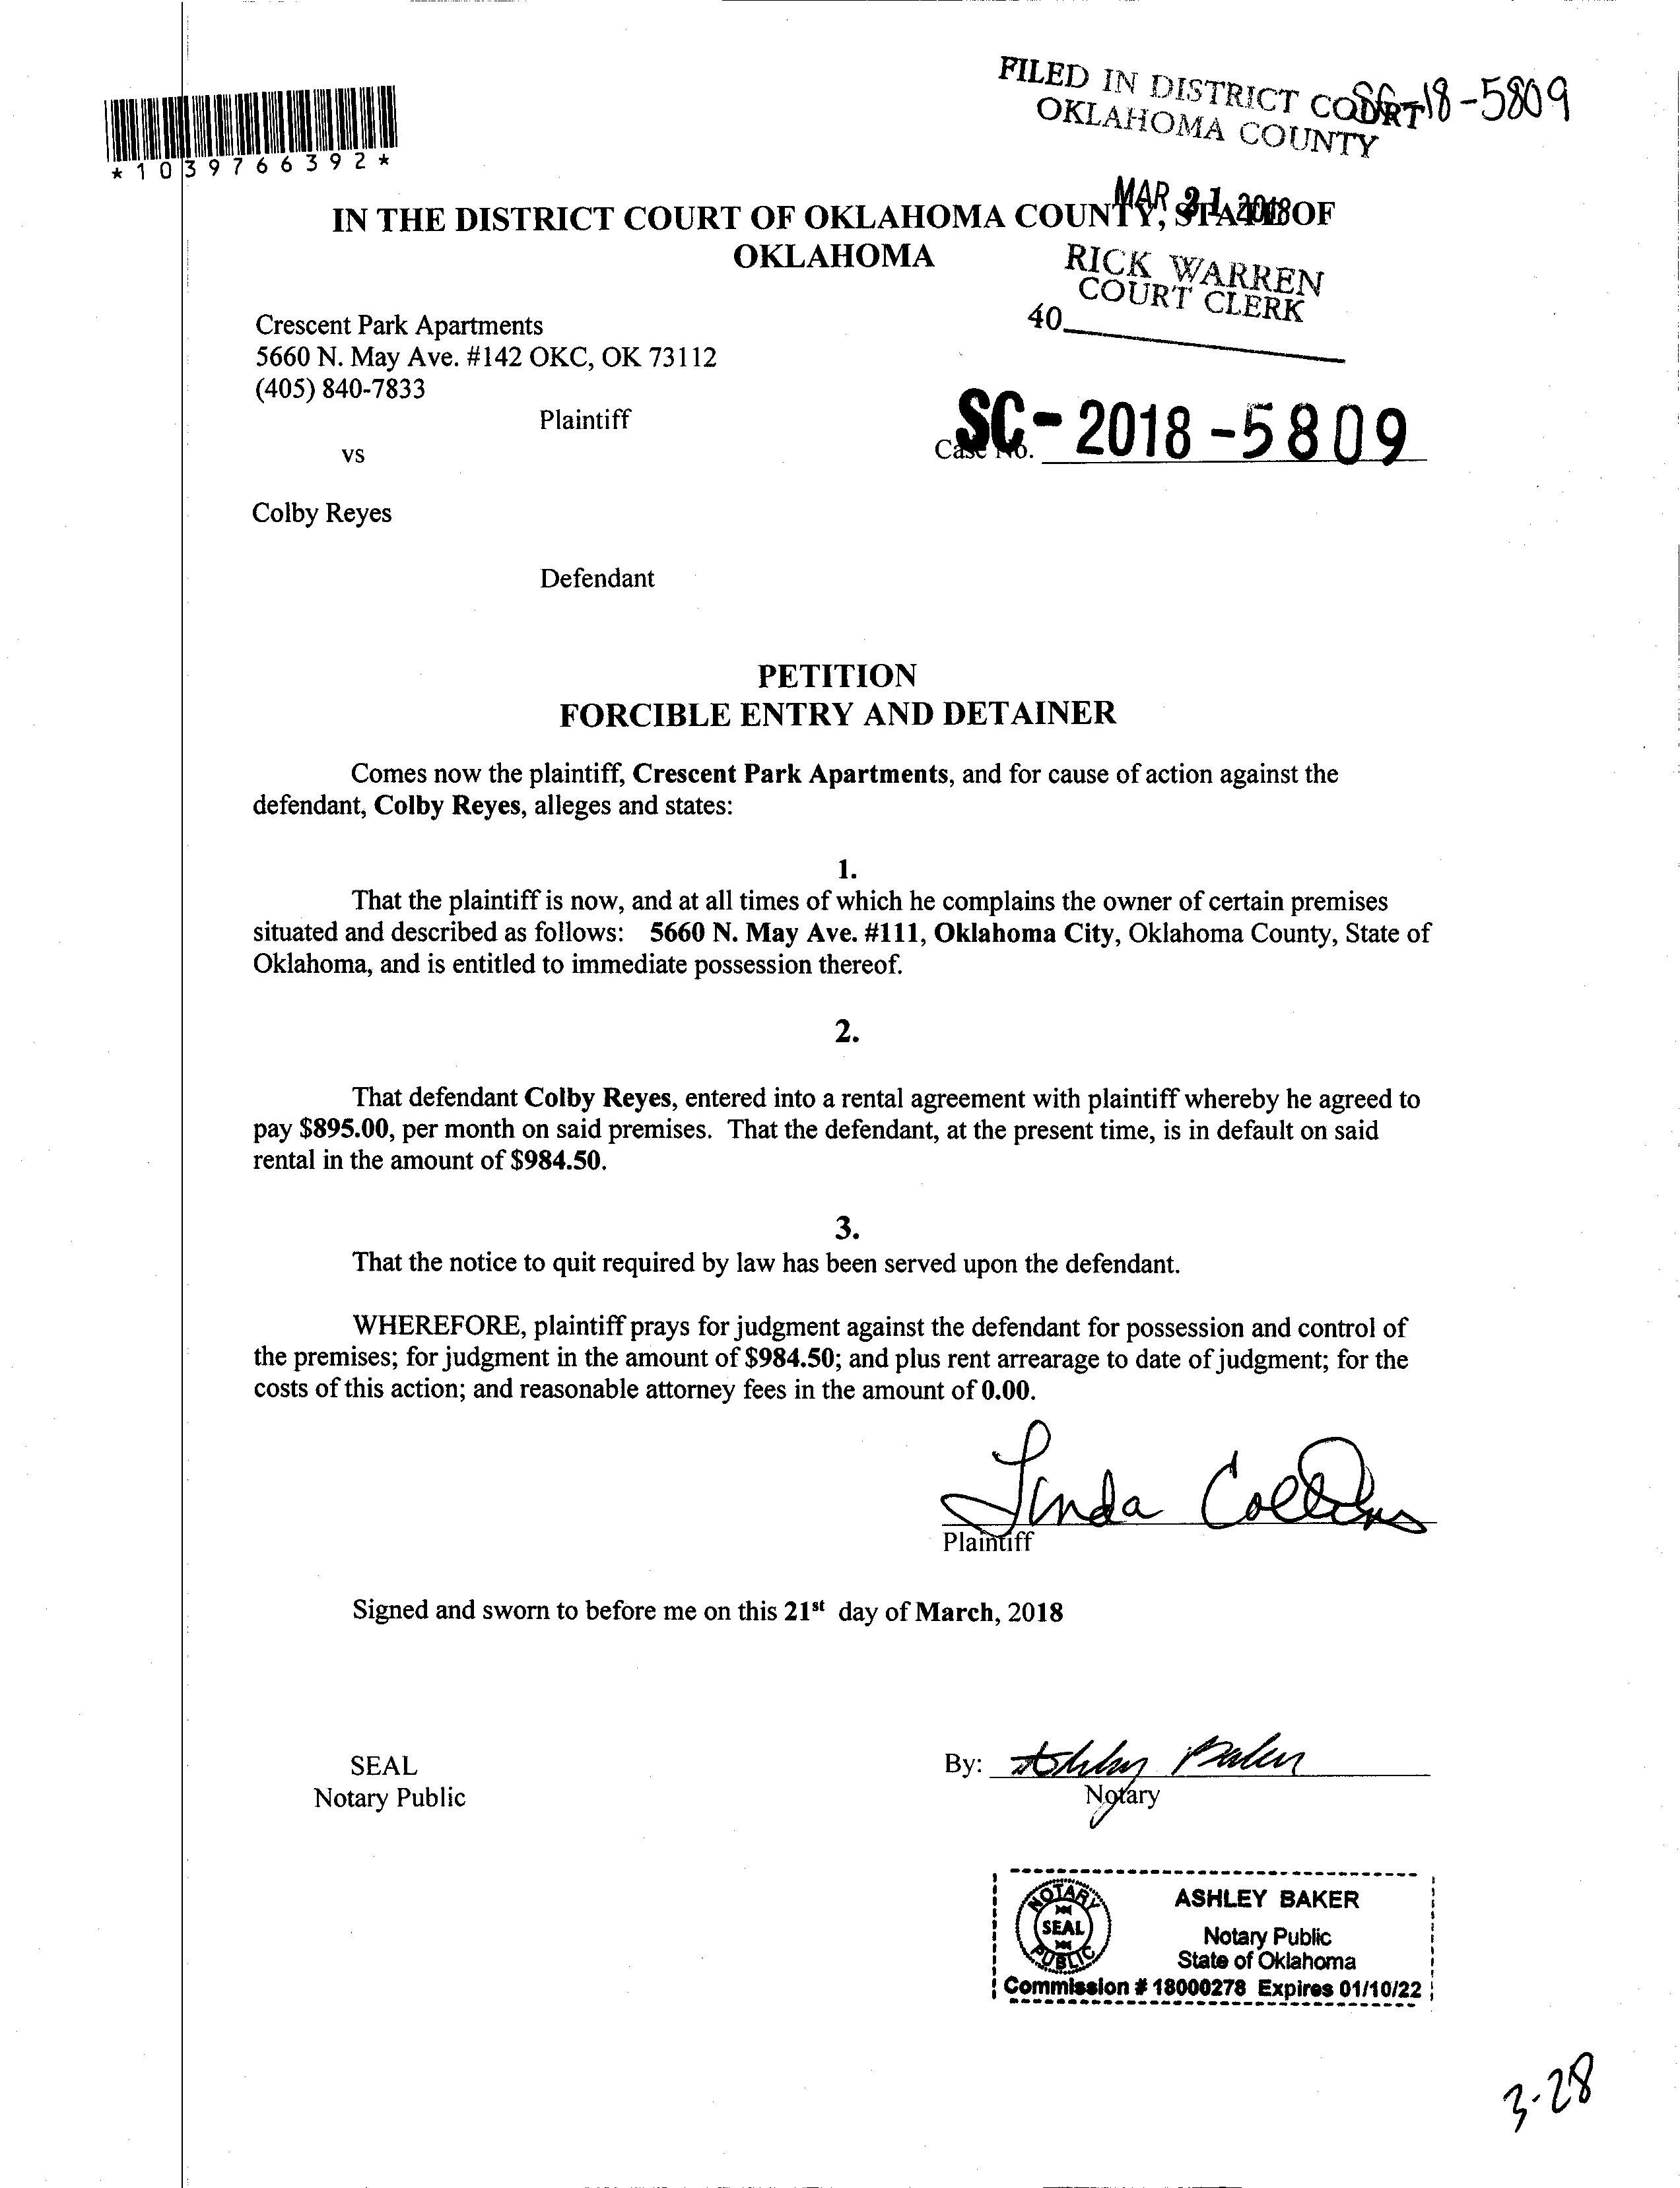 FILED IN DISTRICT COURT
OKLAHOMA COUNTY
SC-18-5809
*1039766392*
MAR 21 2018
IN THE DISTRICT COURT OF OKLAHOMA COUNTY, STATE OF
OKLAHOMA
RICK WARREN
COURT CLERK
40
Crescent Park Apartments
5660 N. May Ave. #142 OKC, OK 73112
(405) 840-7833
Plaintiff
vs
Case No. SC-2018-5809
Colby Reyes
Defendant
PETITION
FORCIBLE ENTRY AND DETAINER
Comes now the plaintiff, Crescent Park Apartments, and for cause of action against the
defendant, Colby Reyes, alleges and states:
1.
That the plaintiff is now, and at all times of which he complains the owner of certain premises
situated and described as follows: 5660 N. May Ave. #111, Oklahoma City, Oklahoma County, State of
Oklahoma, and is entitled to immediate possession thereof.
2.
That defendant Colby Reyes, entered into a rental agreement with plaintiff whereby he agreed to
pay $895.00, per month on said premises. That the defendant, at the present time, is in default on said
rental in the amount of $984.50.
3.
That the notice to quit required by law has been served upon the defendant.
WHEREFORE, plaintiff prays for judgment against the defendant for possession and control of
the premises; for judgment in the amount of $984.50; and plus rent arrearage to date of judgment; for the
costs of this action; and reasonable attorney fees in the amount of 0.00.
Linda Collins
Plaintiff
Signed and sworn to before me on this 21st day of March, 2018
SEAL
Notary Public
By: Ashley Baker
Notary
NOTARY
SEAL
PUBLIC
ASHLEY BAKER
Notary Public
State of Oklahoma
Commission # 18000278 Expires 01/10/22
3-28